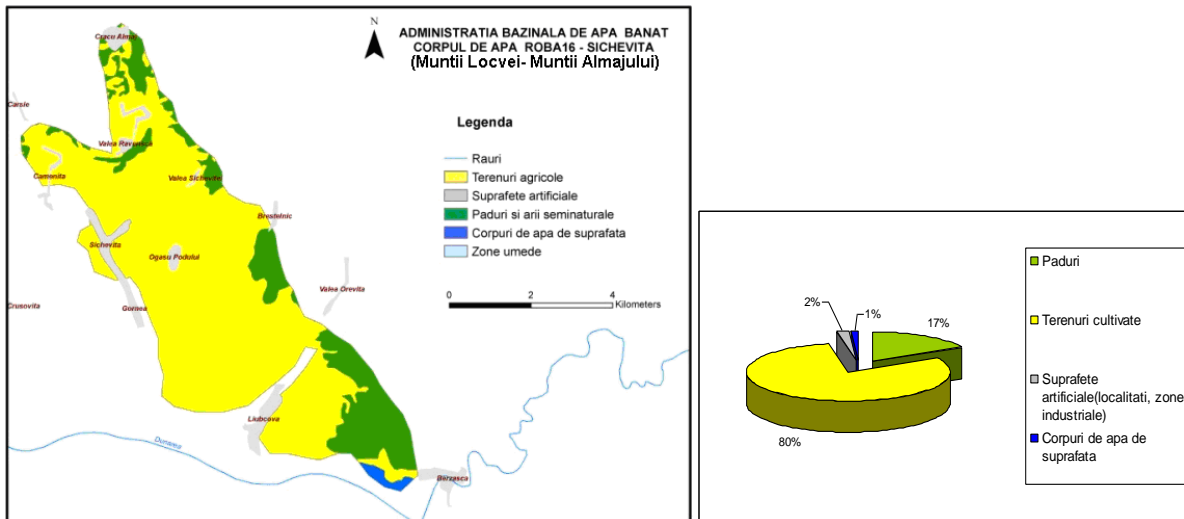 N
ADMINISTRATIA BAZINALA DE APA BANAT
CORPUL DE APA ROBA16 - SICHEVITA
(Muntii Locvei- Muntii Almajului)
Legenda
Rauri
Terenuri agricole
Suprafete artificiale
Paduri si arii seminaturale
Corpuri de apa de suprafata
Zone umede
0 2 4
Kilometers
Cracu Almaj
Carsie
Valea Ravensca
Camenita
Valea Sichevitei
Brestelnic
Sichevita
Ogasu Podului
Valea Orevita
Crusovita
Gornea
Liubcova
Dunarea
Berzasca
2%
1%
17%
80%
Paduri
Terenuri cultivate
Suprafete
artificiale(localitati, zone
industriale)
Corpuri de apa de
suprafata